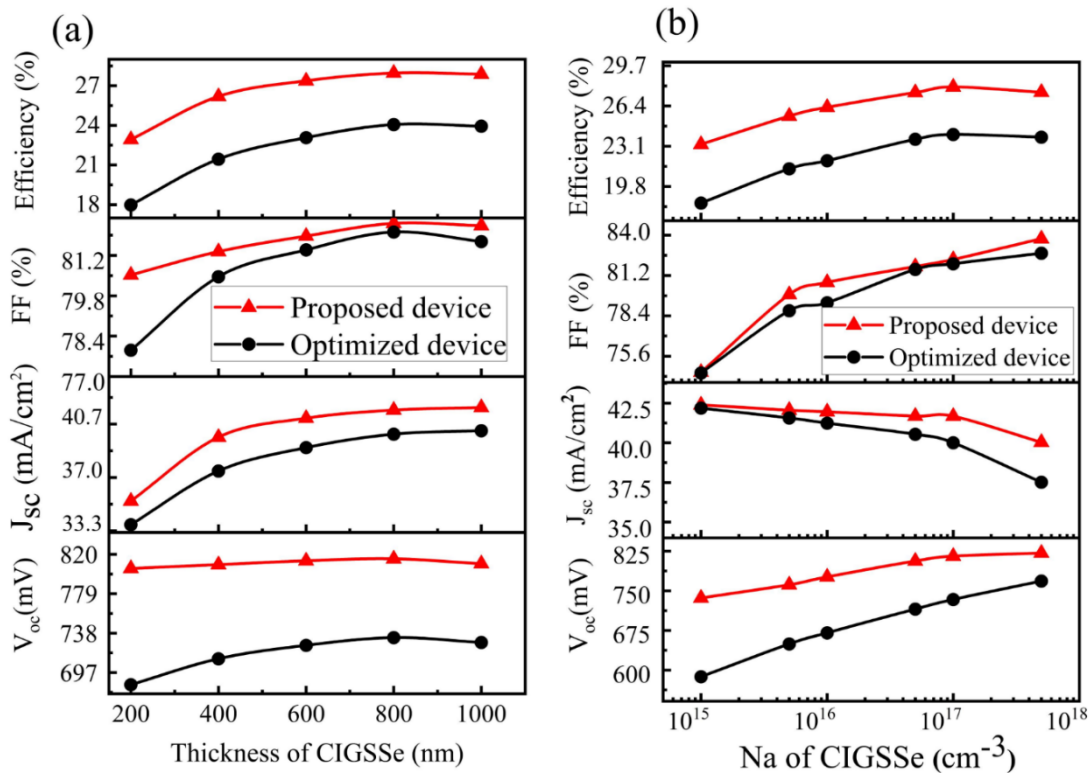 (a)
Efficiency (%)
27
24
21
18
FF (%)
81.2
79.8
78.4
77.0
Proposed device
Optimized device
J_SC (mA/cm²)
40.7
37.0
33.3
V_oc(mV)
820
779
738
697
200 400 600 800 1000
Thickness of CIGSSe (nm)
(b)
Efficiency (%)
29.7
26.4
23.1
19.8
FF (%)
84.0
81.2
78.4
75.6
Proposed device
Optimized device
J_sc (mA/cm²)
42.5
40.0
37.5
35.0
V_oc(mV)
825
750
675
600
10¹⁵ 10¹⁶ 10¹⁷ 10¹⁸
Na of CIGSSe (cm⁻³)